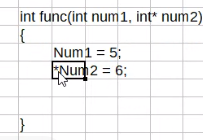 int func(int num1, int* num2)
{
Num1 = 5;
*Num2 = 6;
}